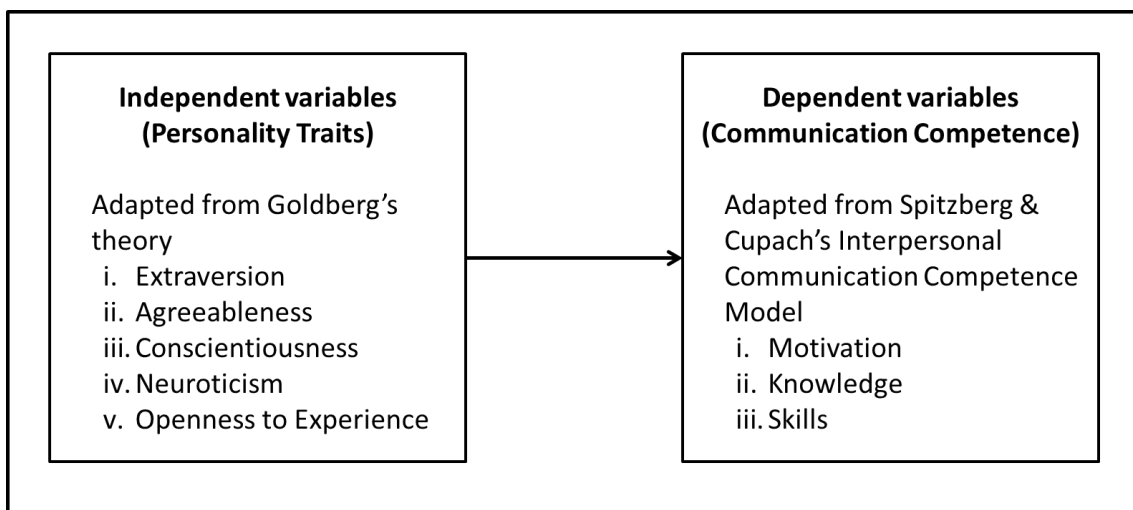 Independent variables
(Personality Traits)
Adapted from Goldberg’s
theory
i. Extraversion
ii. Agreeableness
iii. Conscientiousness
iv. Neuroticism
v. Openness to Experience
Dependent variables
(Communication Competence)
Adapted from Spitzberg &
Cupach’s Interpersonal
Communication Competence
Model
i. Motivation
ii. Knowledge
iii. Skills